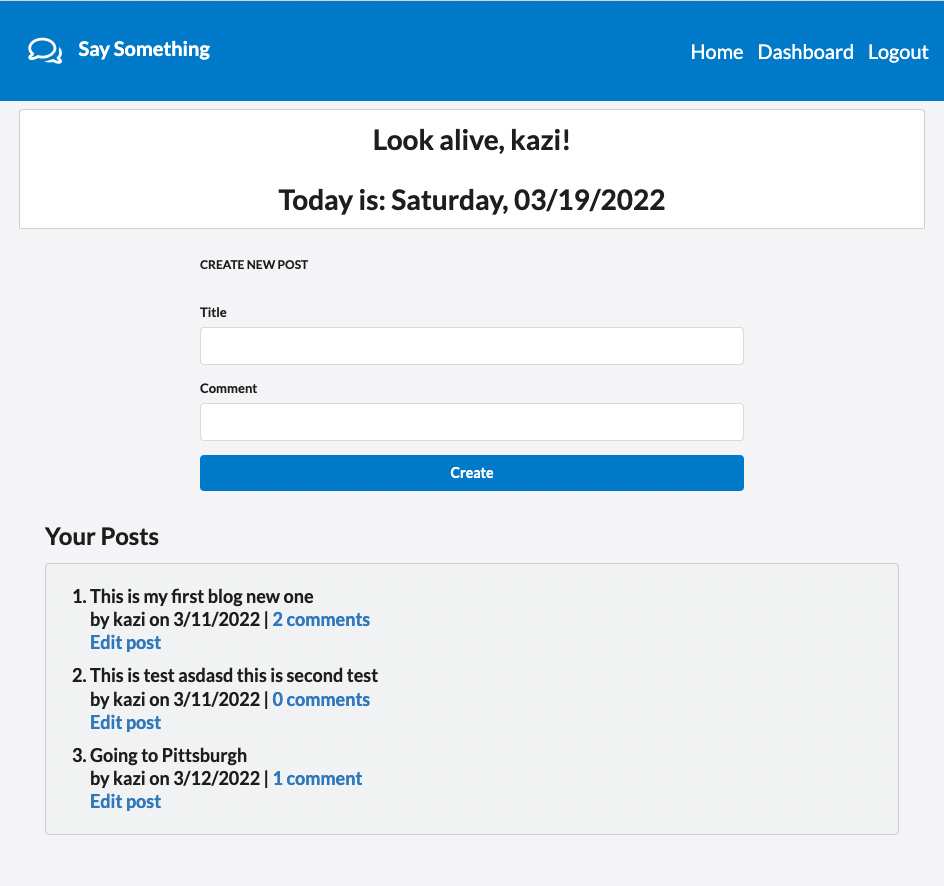 Say Something
Home Dashboard Logout
Look alive, kazi!
Today is: Saturday, 03/19/2022
CREATE NEW POST
Title
Comment
Create
Your Posts
1. This is my first blog new one
by kazi on 3/11/2022 | 2 comments
Edit post
2. This is test asdasd this is second test
by kazi on 3/11/2022 | 0 comments
Edit post
3. Going to Pittsburgh
by kazi on 3/12/2022 | 1 comment
Edit post